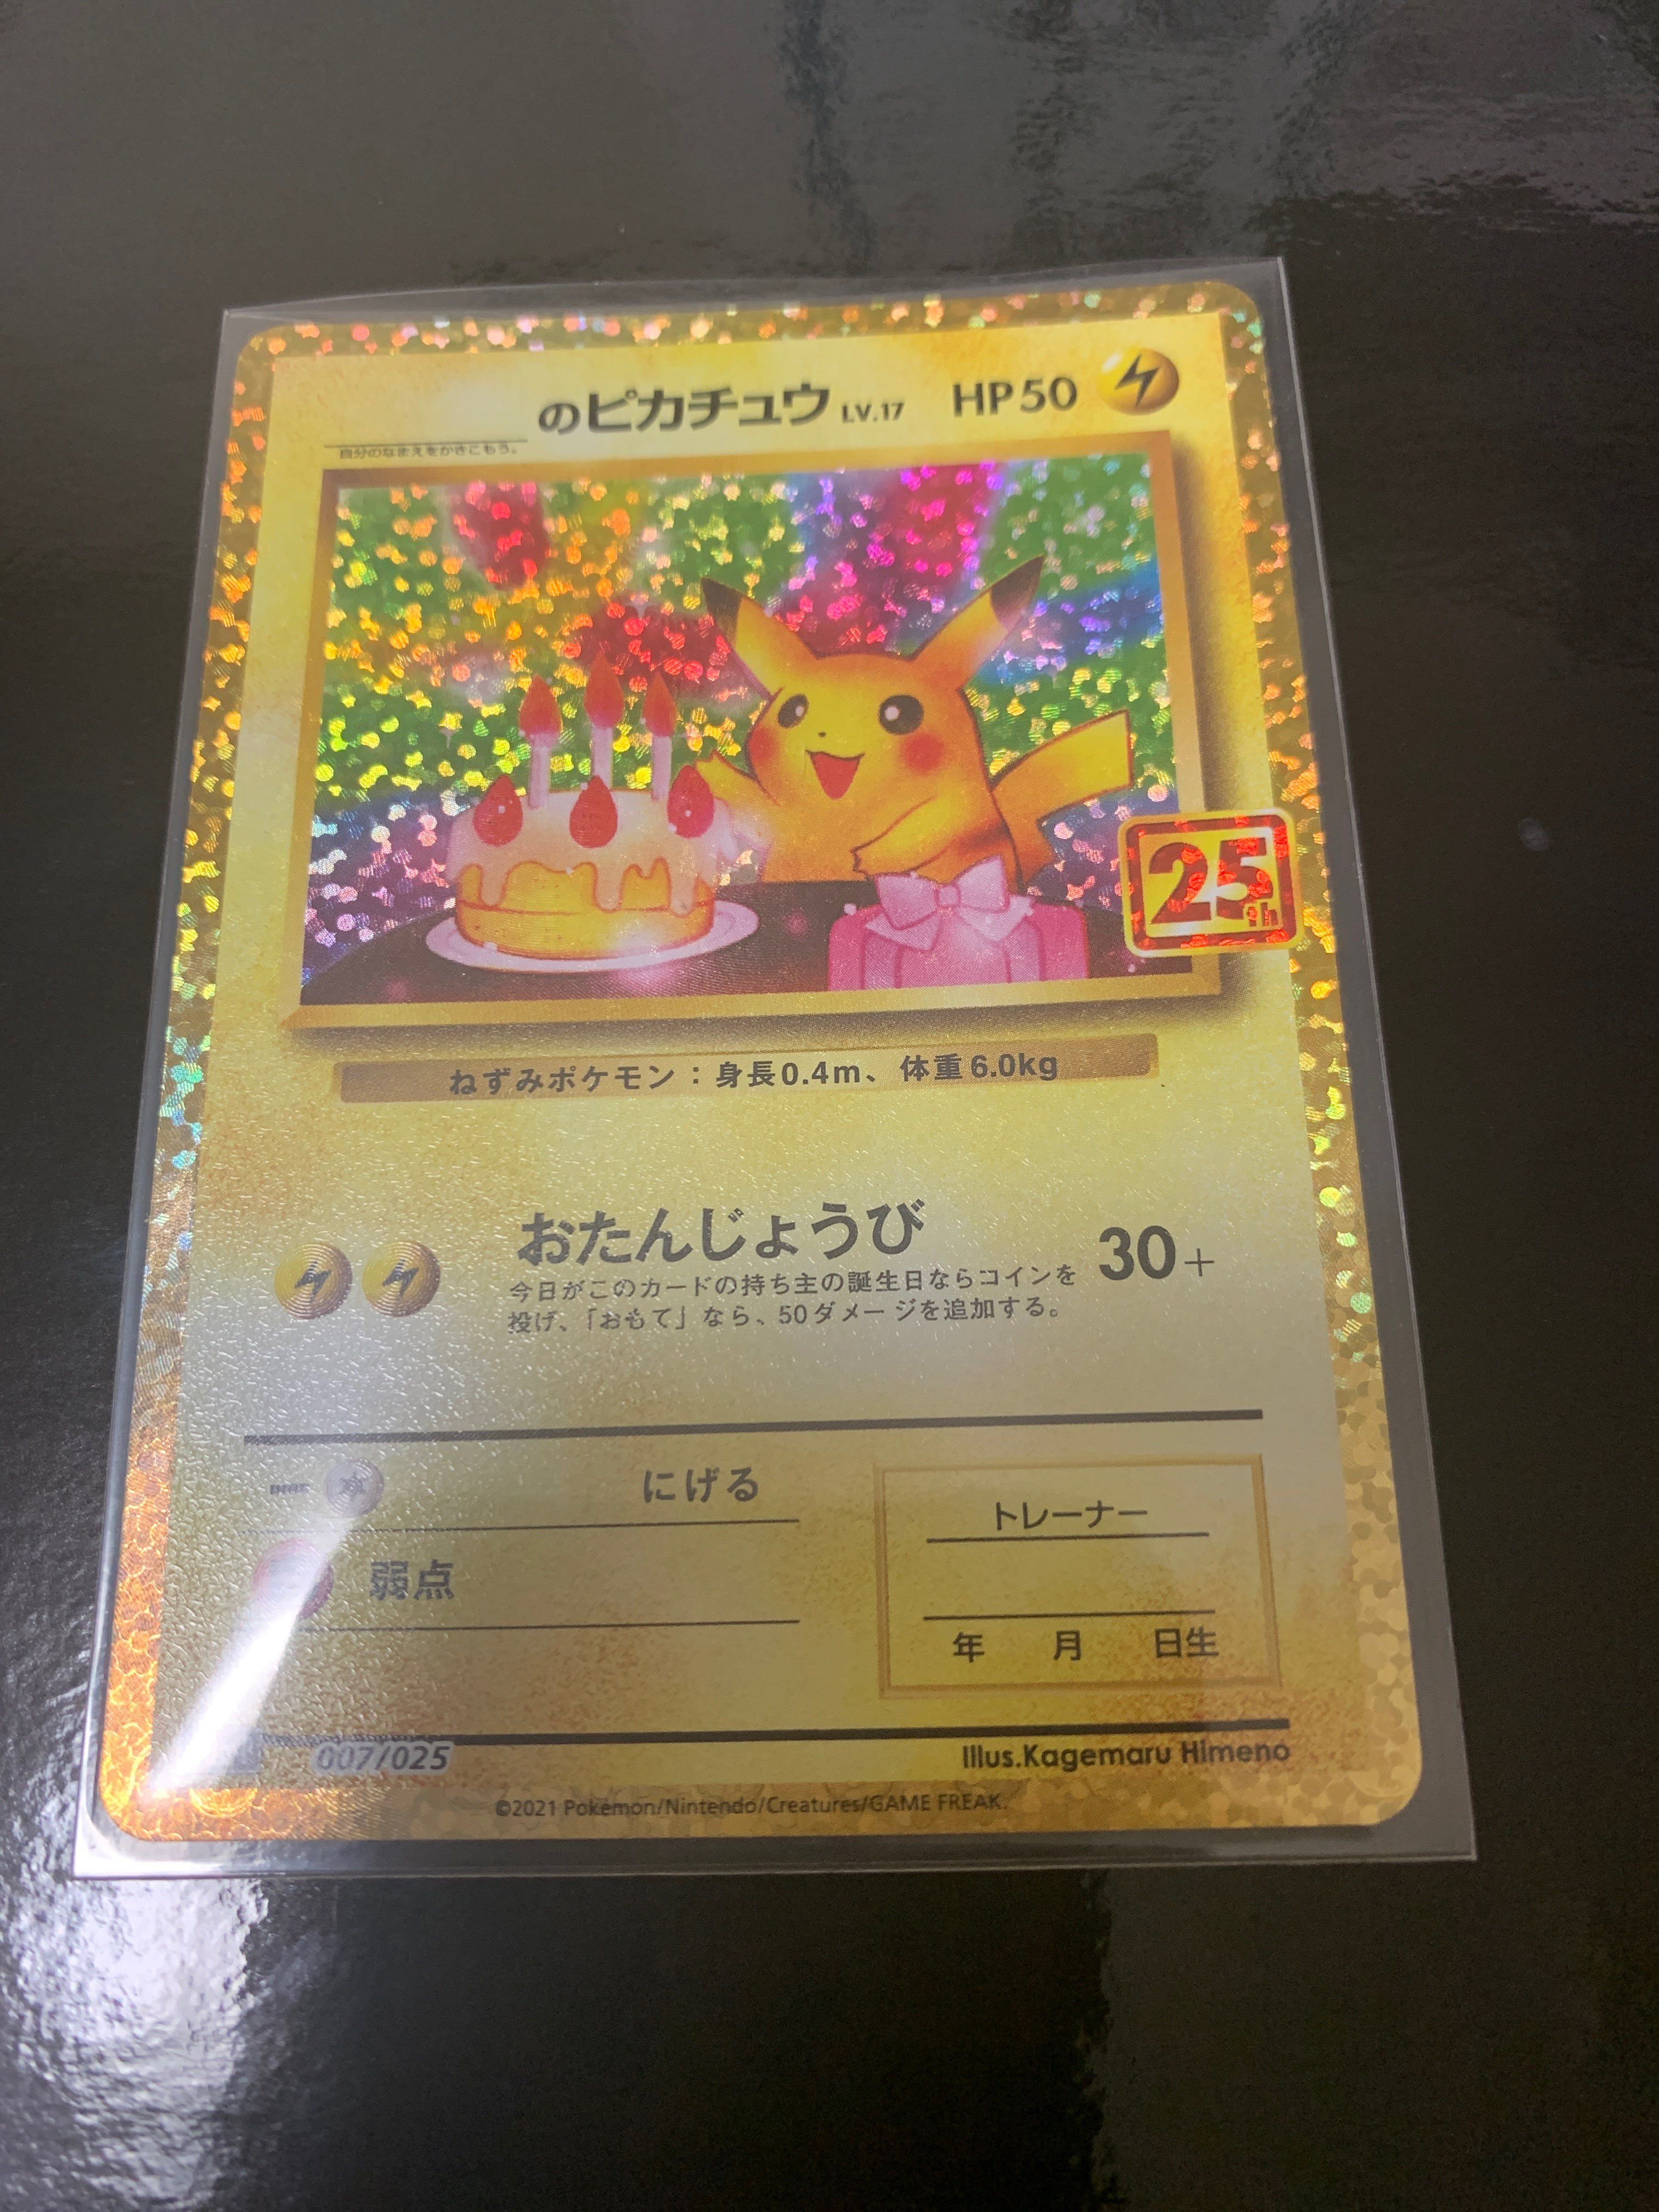 のピカチュウ LV.17 HP50
自分のなまえをかきこもう。
25th
ねずみポケモン：身長0.4m、体重6.0kg
おたんじょうび 30+
今日がこのカードの持ち主の誕生日ならコインを
投げ、「おもて」なら、50ダメージを追加する。
にげる
弱点
トレーナー
年 月 日生
007/025
Illus.Kagemaru Himeno
©2021 Pokémon/Nintendo/Creatures/GAME FREAK.